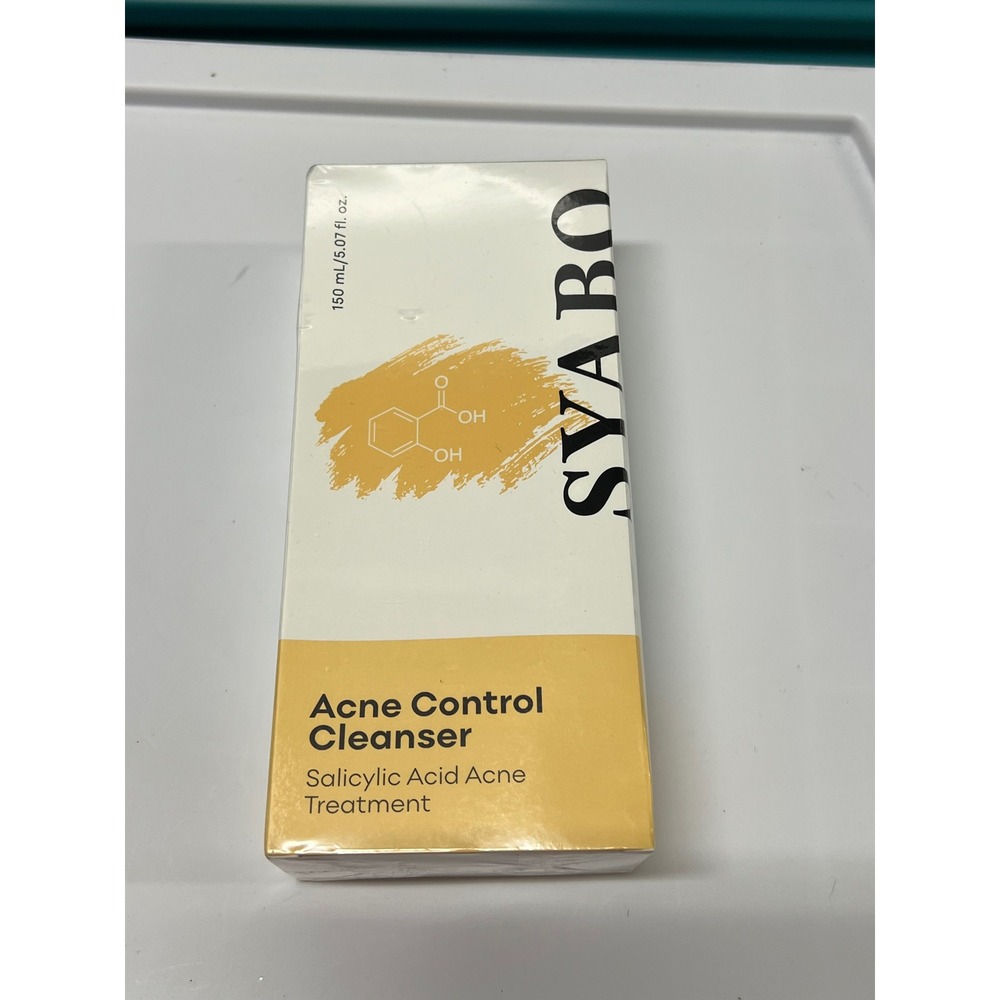 150 mL/5.07 fl. oz.
SYABO
O
OH
OH
Acne Control
Cleanser
Salicylic Acid Acne
Treatment